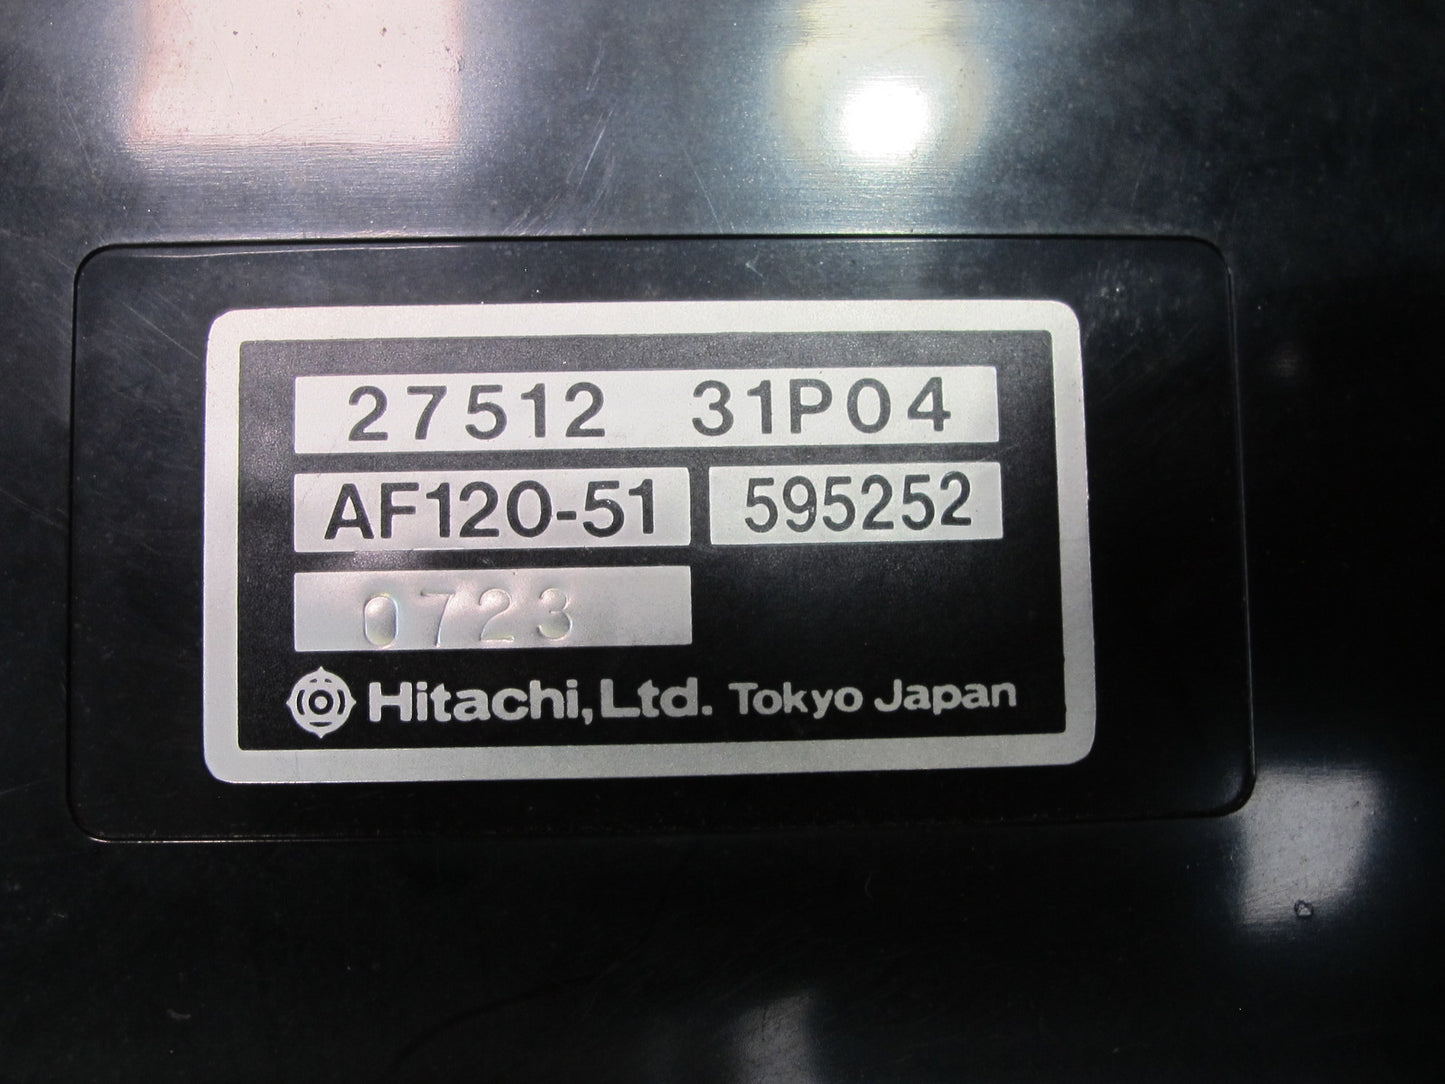 27512 31P04
AF120-51 595252
0723
Hitachi, Ltd. Tokyo Japan